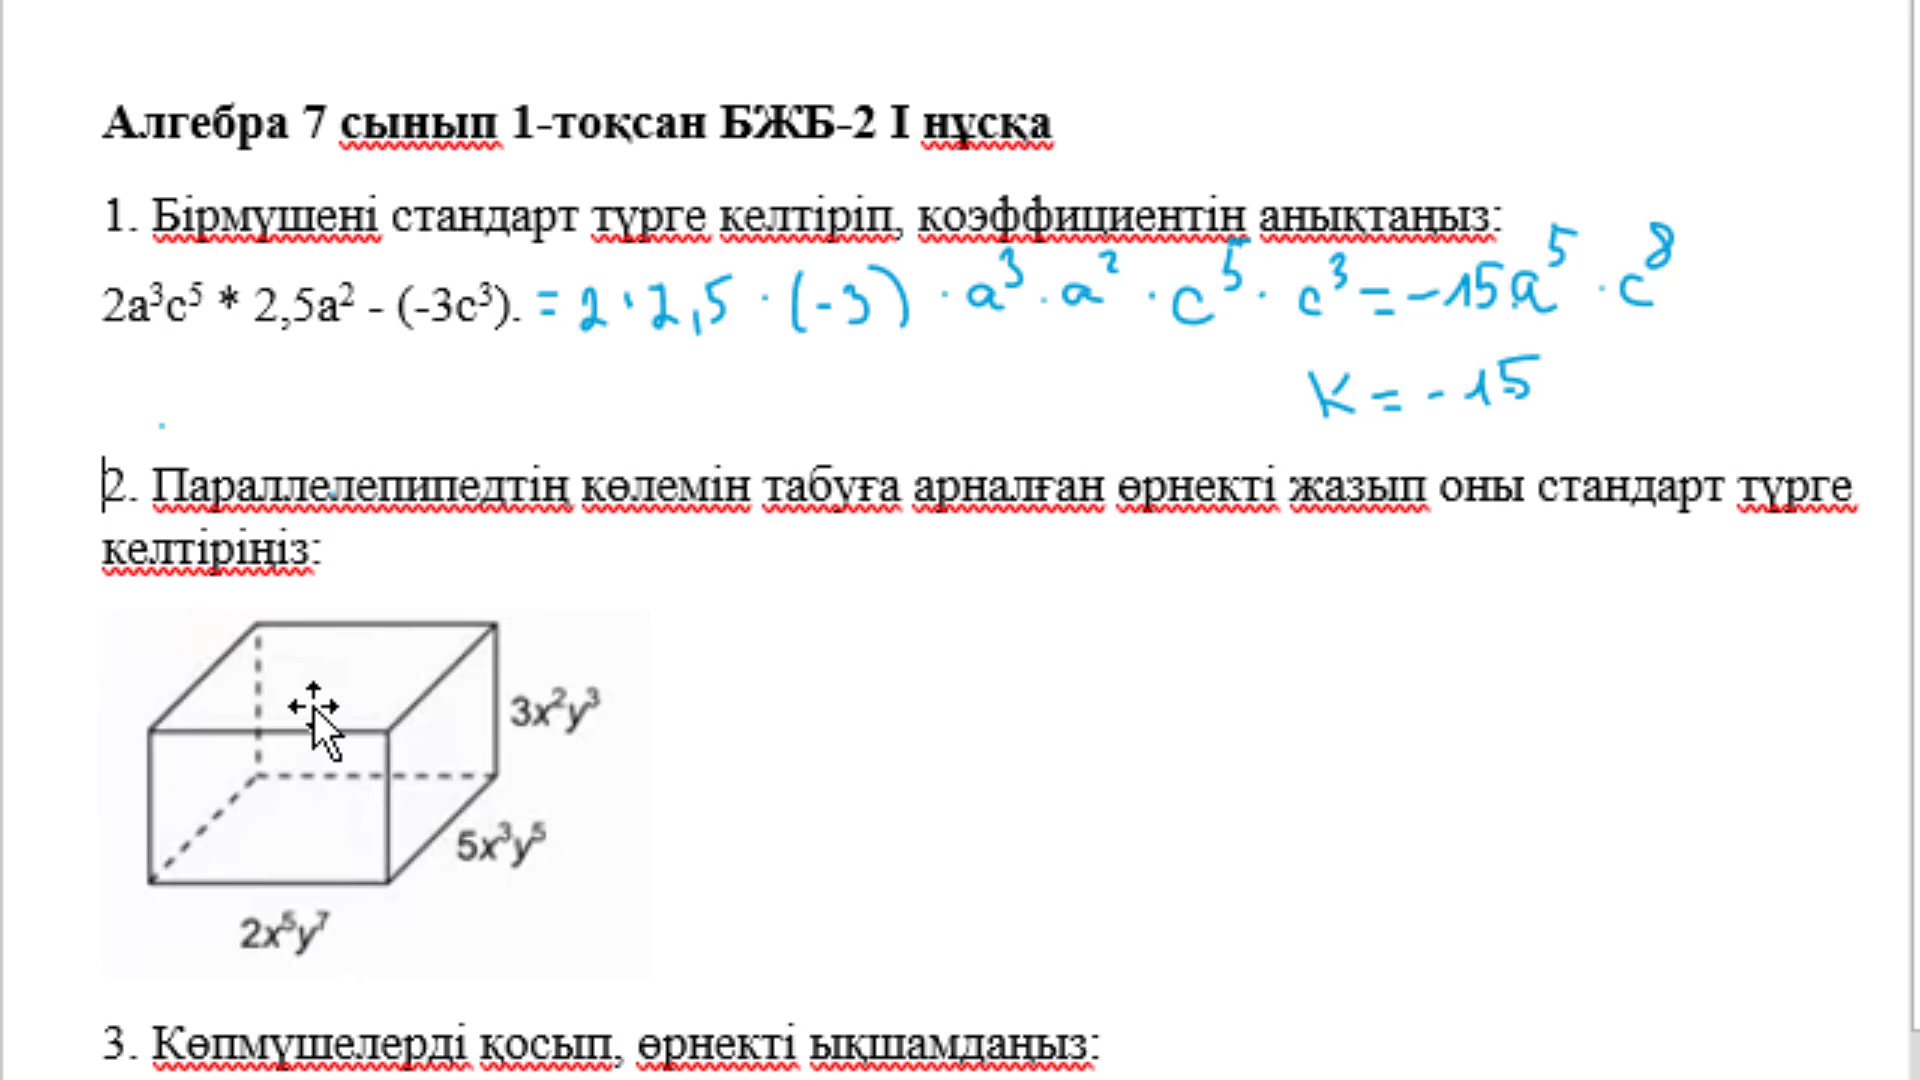 Алгебра 7 сынып 1-тоқсан БЖБ-2 І нұсқа
1. Бірмүшені стандарт түрге келтіріп, коэффициентін анықтаңыз:
2a³c⁵ * 2,5a² - (-3c³). = 2 · 2,5 · (-3) · a³ · a² · c⁵ · c³ = -15a⁵ · c⁸
K = -15
2. Параллелепипедтің көлемін табуға арналған өрнекті жазып оны стандарт түрге
келтіріңіз:
3x²y³
5x³y⁵
2x⁵y⁷
3. Көпмүшелерді қосып, өрнекті ықшамдаңыз: